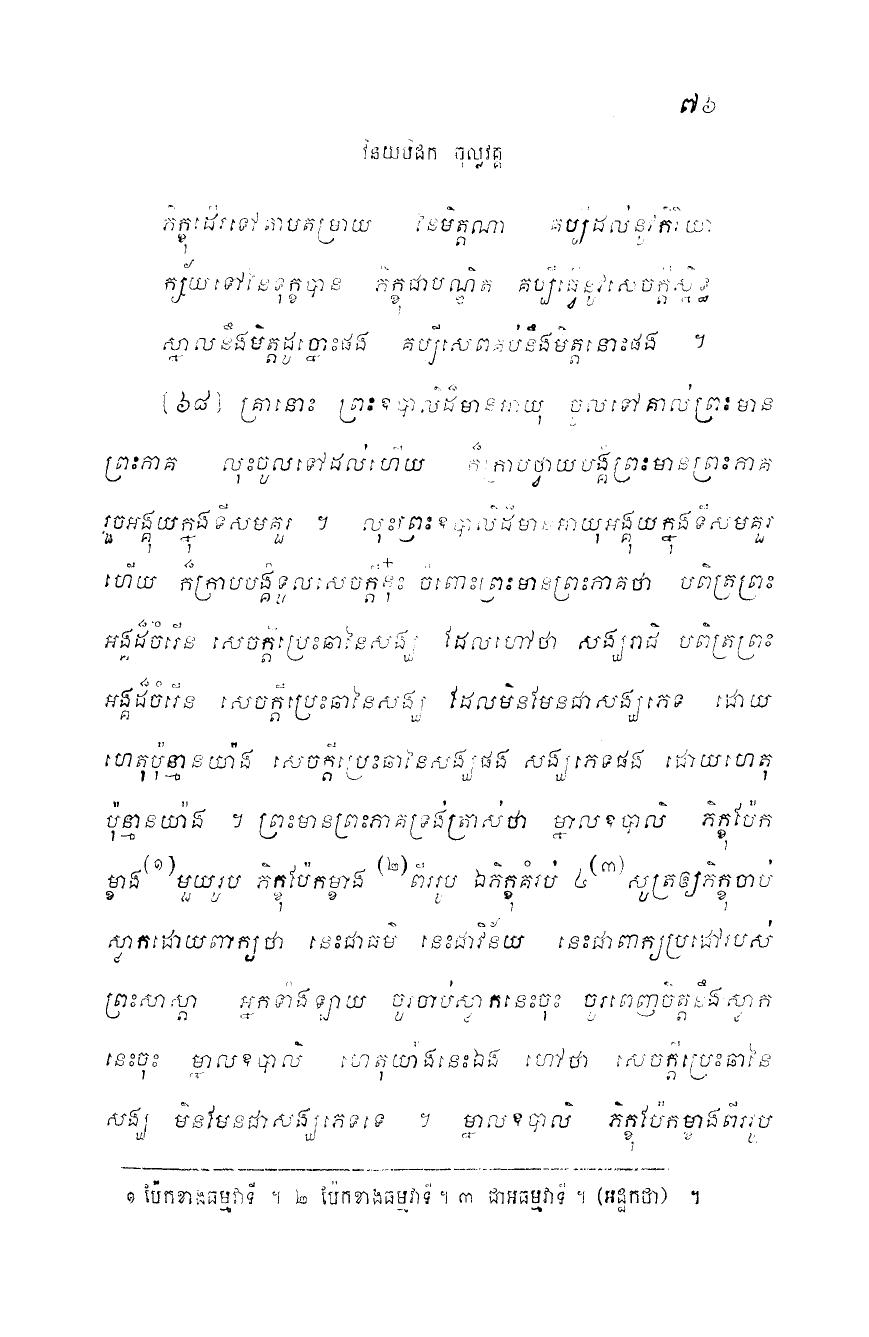 ៧៦
វិនយបិដក ចុល្លវគ្គ
ភិក្ខុដើរទៅតាមគម្រាយ នៃមិត្តណា គប្បីដល់នូវកិរិយា
ក្ស័យទៅនៃទុក្ខបាន ភិក្ខុជាបណ្ឌិត គប្បីធ្វើនូវសេចក្តីស្និទ្ធ
ស្នាលនឹងមិត្តដូច្នោះផង គប្បីសេពគប់នឹងមិត្តនោះផង ។
(៦៨) គ្រានោះ ព្រះឧបាលិដ៏មានអាយុ ចូលទៅគាល់ព្រះមាន
ព្រះភាគ លុះចូលទៅដល់ហើយ ក៏ក្រាបថ្វាយបង្គំព្រះមានព្រះភាគ
រួចអង្គុយក្នុងទីសមគួរ ។ លុះព្រះឧបាលិដ៏មានអាយុអង្គុយក្នុងទីសមគួរ
ហើយ ក៏ក្រាបបង្គំទូលសេចក្តីនុ៎ះ ចំពោះព្រះមានព្រះភាគថា បពិត្រព្រះ
អង្គដ៏ចំរើន សេចក្តីប្រេះឆានៃសង្ឃ ដែលហៅថា សង្ឃរាជិ បពិត្រព្រះ
អង្គដ៏ចំរើន សេចក្តីប្រេះឆានៃសង្ឃ ដែលមិនមែនជាសង្ឃភេទ ដោយ
ហេតុប៉ុន្មានយ៉ាង សេចក្តីប្រេះឆានៃសង្ឃផង សង្ឃភេទផង ដោយហេតុ
ប៉ុន្មានយ៉ាង ។ ព្រះមានព្រះភាគទ្រង់ត្រាស់ថា ម្នាលឧបាលិ ភិក្ខុប៉ែក
ម្ខាង(១) មួយរូប ភិក្ខុប៉ែកម្ខាង (២) ពីររូប ឯភិក្ខុគំរប់ ៤(៣) សូត្រឲ្យភិក្ខុចាប់
ស្លាកដោយពាក្យថា នេះជាធម៌ នេះជាវិន័យ នេះជាពាក្យប្រដៅរបស់
ព្រះសាស្តា អ្នកទាំងឡាយ ចូរចាប់ស្លាកនេះចុះ ចូរពេញចិត្តនឹងស្លាក
នេះចុះ ម្នាលឧបាលិ ហេតុយ៉ាងនេះឯង ហៅថា សេចក្តីប្រេះឆានៃ
សង្ឃ មិនមែនជាសង្ឃភេទទេ ។ ម្នាលឧបាលិ ភិក្ខុប៉ែកម្ខាងពីររូប
១ ប៉ែកខាងធម្មវាទី ។ ២ ប៉ែកខាងធម្មវាទី ។ ៣ ជាអធម្មវាទី ។ (អដ្ឋកថា) ។